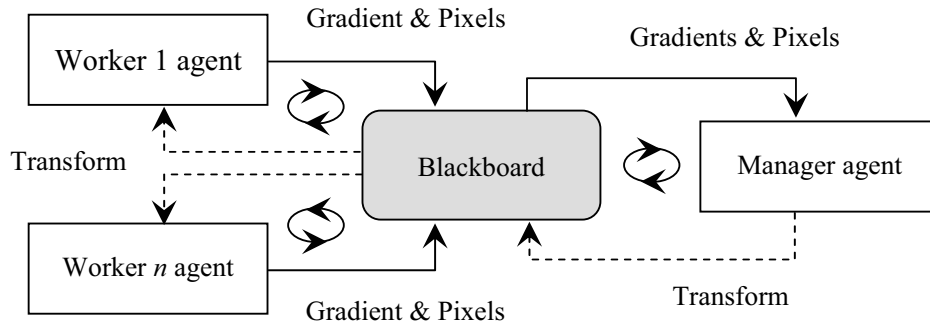 Gradient & Pixels
Gradients & Pixels
Worker 1 agent
Transform
Blackboard
Manager agent
Worker n agent
Gradient & Pixels
Transform